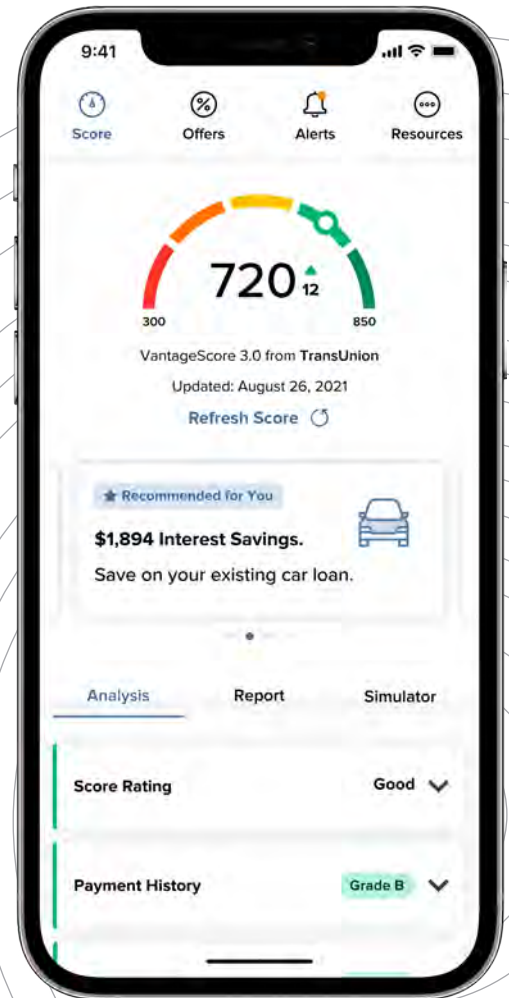 9:41
Score
Offers
Alerts
Resources
720 12
300
850
VantageScore 3.0 from TransUnion
Updated: August 26, 2021
Refresh Score
Recommended for You
$1,894 Interest Savings.
Save on your existing car loan.
Analysis
Report
Simulator
Score Rating
Good
Payment History
Grade B